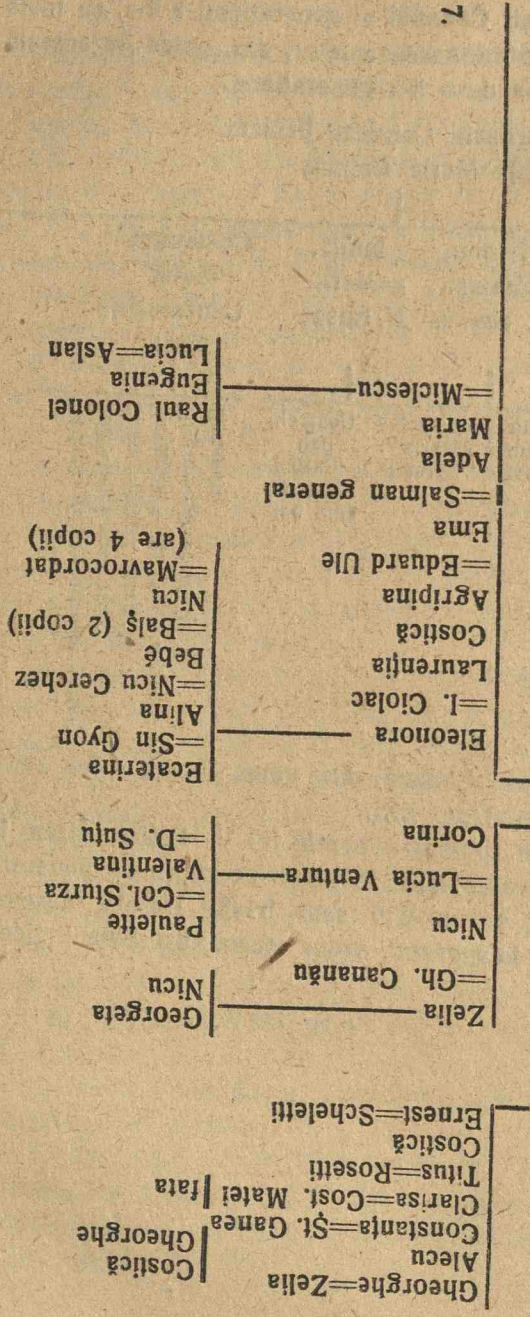 Gheorghe=Zelia
Alecu
Constanța=Șt. Ganea
Costică
Gheorghe
Clarisa=Cost. Matei fata
Titus=Rosetti
Costică
Ernest=Scheletti
Zelia
=Gh. Cananău
Georgeta
Nicu
Nicu
=Lucia Ventura
Corina
Paulette
=Col. Sturza
Valentina
=D. Suțu
Eleonora
=I. Ciolac
Laurenția
Costică
Agripina
=Eduard Ule
Ema
=Salman general
Adela
Maria
=Miclescu
Ecaterina
=Sin Gyon
Alina
=Nicu Cerchez
Bébé
=Balș (2 copii)
Nicu
=Mavrocordat
(are 4 copii)
Raul Colonel
Eugenia
Lucia=Aslan
7.